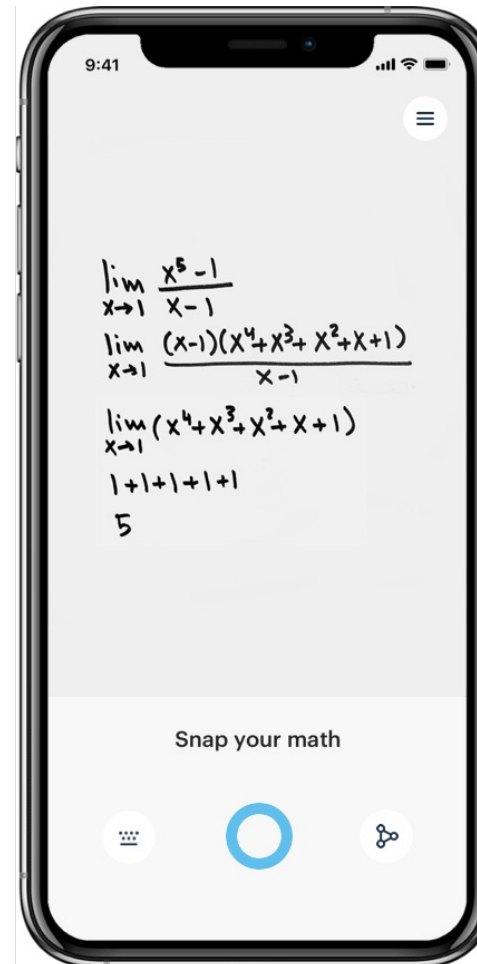 9:41
lim x→1 (x⁵-1)/(x-1)
lim x→1 ((x-1)(x⁴+x³+x²+x+1))/(x-1)
lim x→1 (x⁴+x³+x²+x+1)
1+1+1+1+1
5
Snap your math